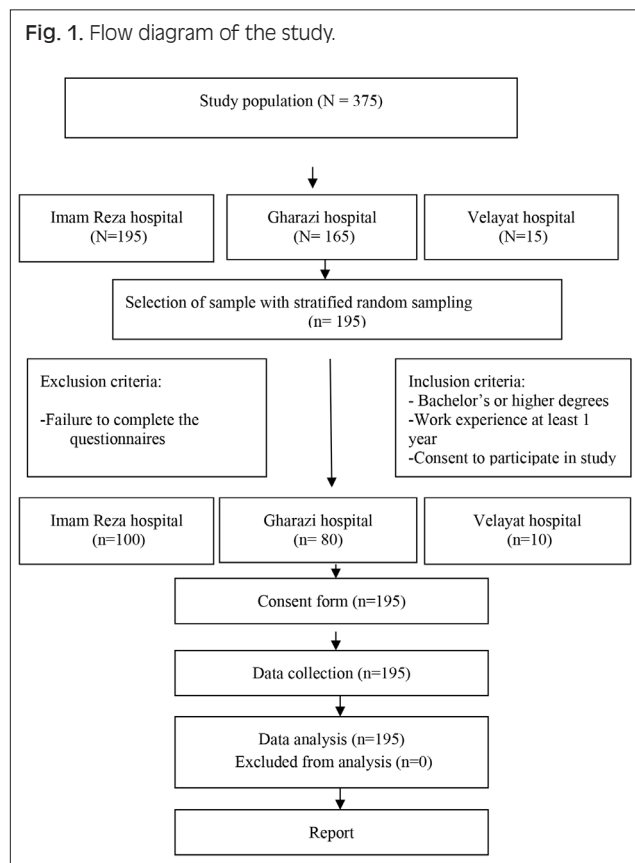 Fig. 1. Flow diagram of the study.
Study population (N = 375)
Imam Reza hospital
(N=195)
Gharazi hospital
(N= 165)
Velayat hospital
(N=15)
Selection of sample with stratified random sampling
(n= 195)
Exclusion criteria:
-Failure to complete the
questionnaires
Inclusion criteria:
- Bachelor's or higher degrees
-Work experience at least 1
year
-Consent to participate in study
Imam Reza hospital
(n=100)
Gharazi hospital
(n= 80)
Velayat hospital
(n=10)
Consent form (n=195)
Data collection (n=195)
Data analysis (n=195)
Excluded from analysis (n=0)
Report